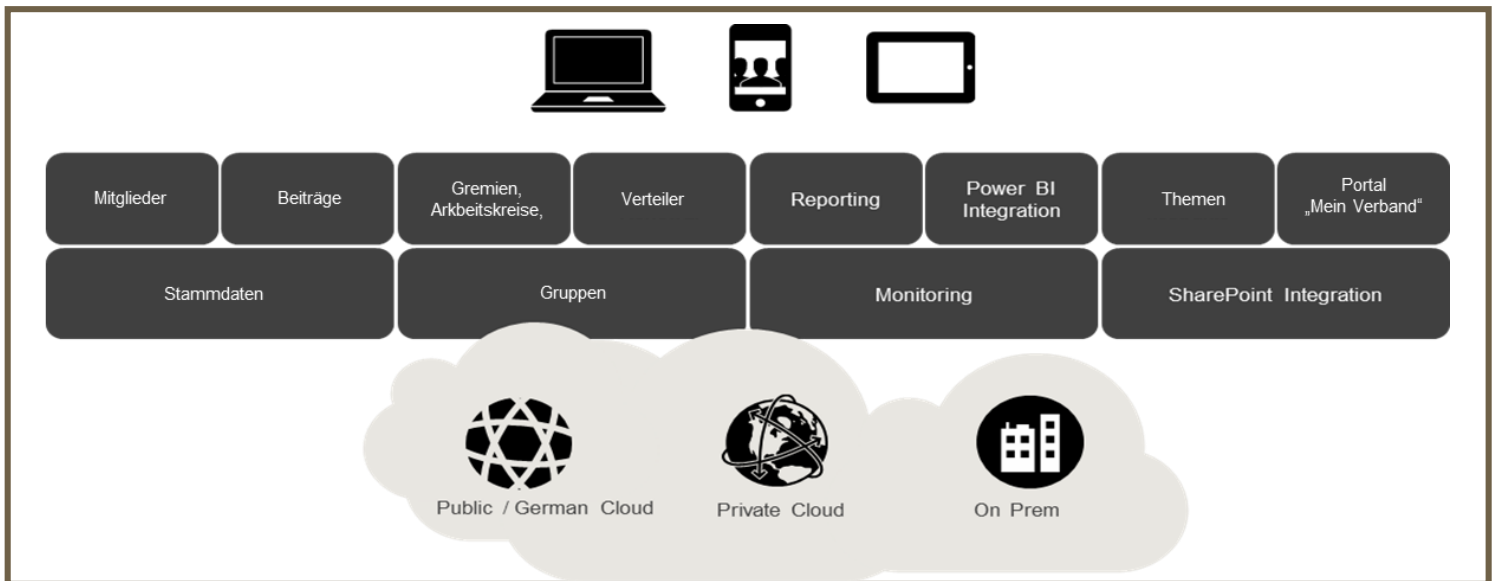 Mitglieder
Beiträge
Gremien,
Arkbeitskreise,
Verteiler
Reporting
Power BI
Integration
Themen
Portal
„Mein Verband“
Stammdaten
Gruppen
Monitoring
SharePoint Integration
Public / German Cloud
Private Cloud
On Prem